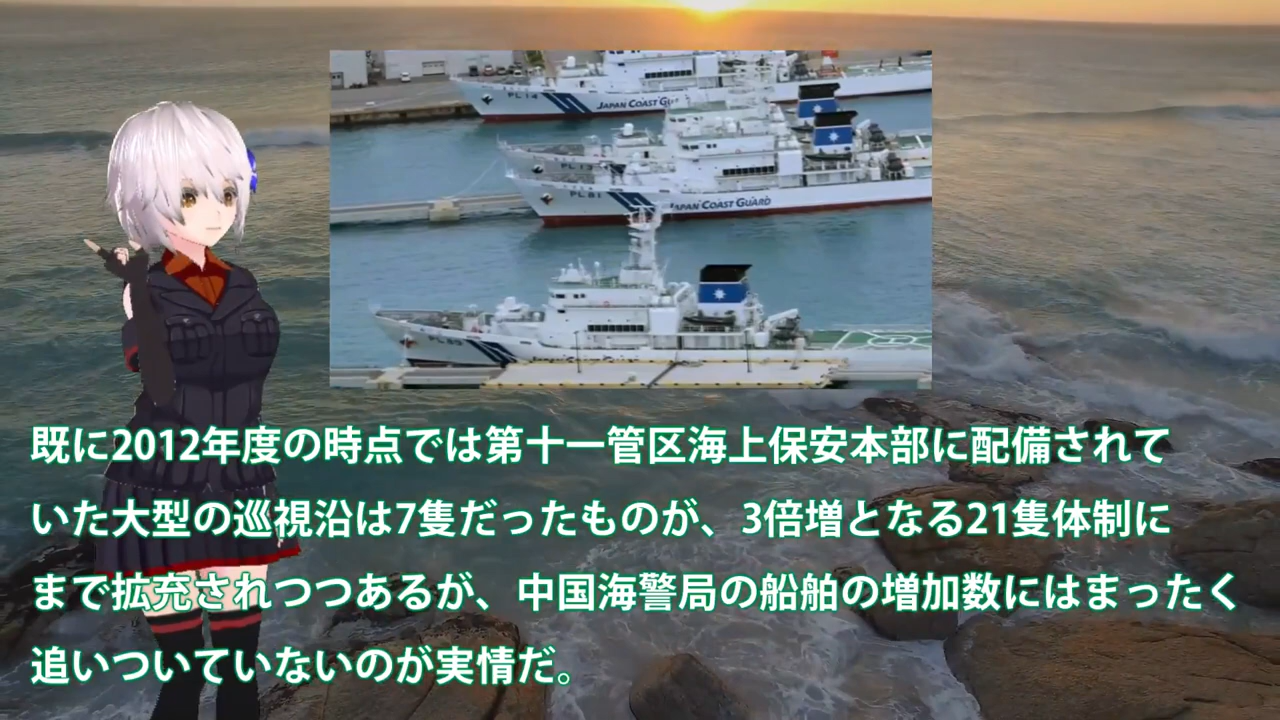 PL14
JAPAN COAST GU
PL13
PL81
JAPAN COAST GUARD
既に2012年度の時点では第十一管区海上保安本部に配備されて
いた大型の巡視沿は7隻だったものが、3倍増となる21隻体制に
まで拡充されつつあるが、中国海警局の船舶の増加数にはまったく
追いついていないのが実情だ。